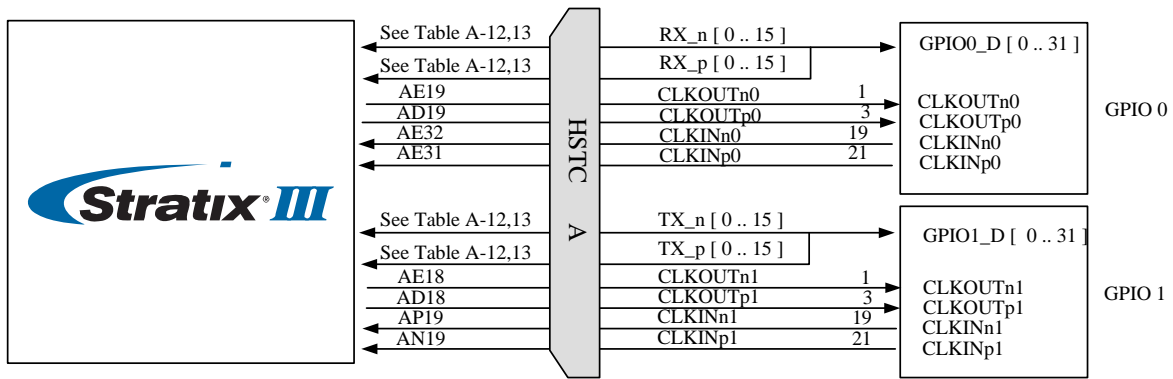 See Table A-12,13 RX_n [ 0 .. 15 ]
GPIO0_D [ 0 .. 31 ]
See Table A-12,13 RX_p [ 0 .. 15 ]
AE19 CLKOUTn0 1 CLKOUTn0
AD19 CLKOUTp0 3 CLKOUTp0
AE32 CLKINn0 19 CLKINn0
AE31 CLKINp0 21 CLKINp0
GPIO 0
HSTC A
Stratix® III
See Table A-12,13 TX_n [ 0 .. 15 ]
GPIO1_D [ 0 .. 31 ]
See Table A-12,13 TX_p [ 0 .. 15 ]
AE18 CLKOUTn1 1 CLKOUTn1
AD18 CLKOUTp1 3 CLKOUTp1
AP19 CLKINn1 19 CLKINn1
AN19 CLKINp1 21 CLKINp1
GPIO 1